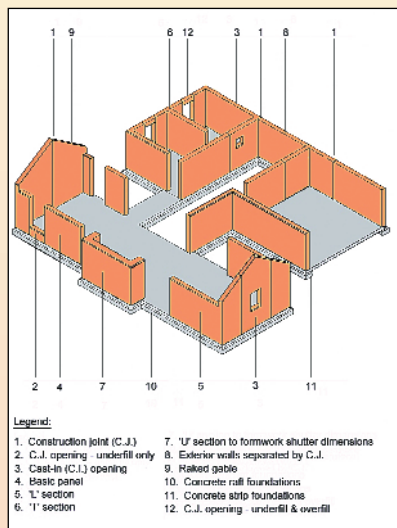 1 9 6 12 3 1 8 1
2 4 7 10 5 3 11
Legend:
1. Construction joint (C.J.)
2. C.J. opening - underfill only
3. Cast-in (C.I.) opening
4. Basic panel
5. 'L' section
6. 'T' section
7. 'U' section to formwork shutter dimensions
8. Exterior walls separated by C.J.
9. Raked gable
10. Concrete raft foundations
11. Concrete strip foundations
12. C.J. opening - underfill & overfill